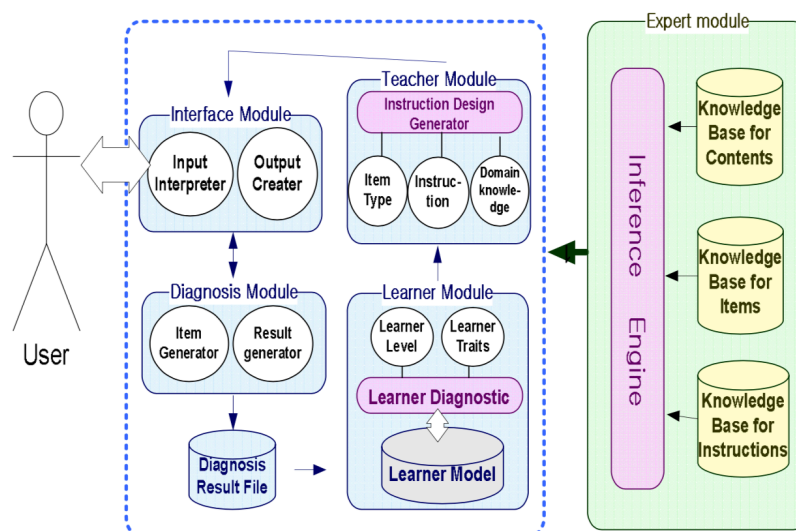 User
Interface Module
Input
Interpreter
Output
Creater
Teacher Module
Instruction Design
Generator
Item
Type
Instruc-
tion
Domain
knowledge
Diagnosis Module
Item
Generator
Result
generator
Diagnosis
Result File
Learner Module
Learner
Level
Learner
Traits
Learner Diagnostic
Learner Model
Expert module
Inference Engine
Knowledge
Base for
Contents
Knowledge
Base for
Items
Knowledge
Base for
Instructions